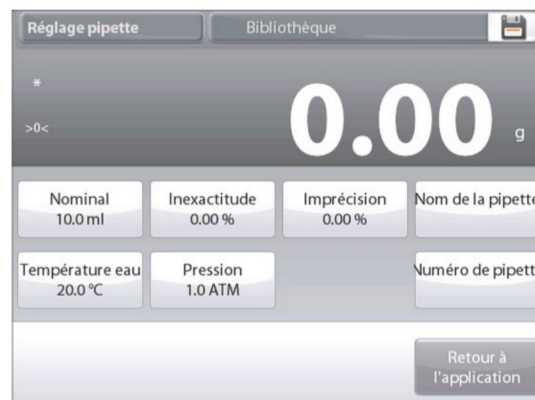 Réglage pipette
Bibliothèque
*
>0<
0.00 g
Nominal
10.0 ml
Inexactitude
0.00 %
Imprécision
0.00 %
Nom de la pipette
Température eau
20.0 °C
Pression
1.0 ATM
Numéro de pipett
Retour à
l'application